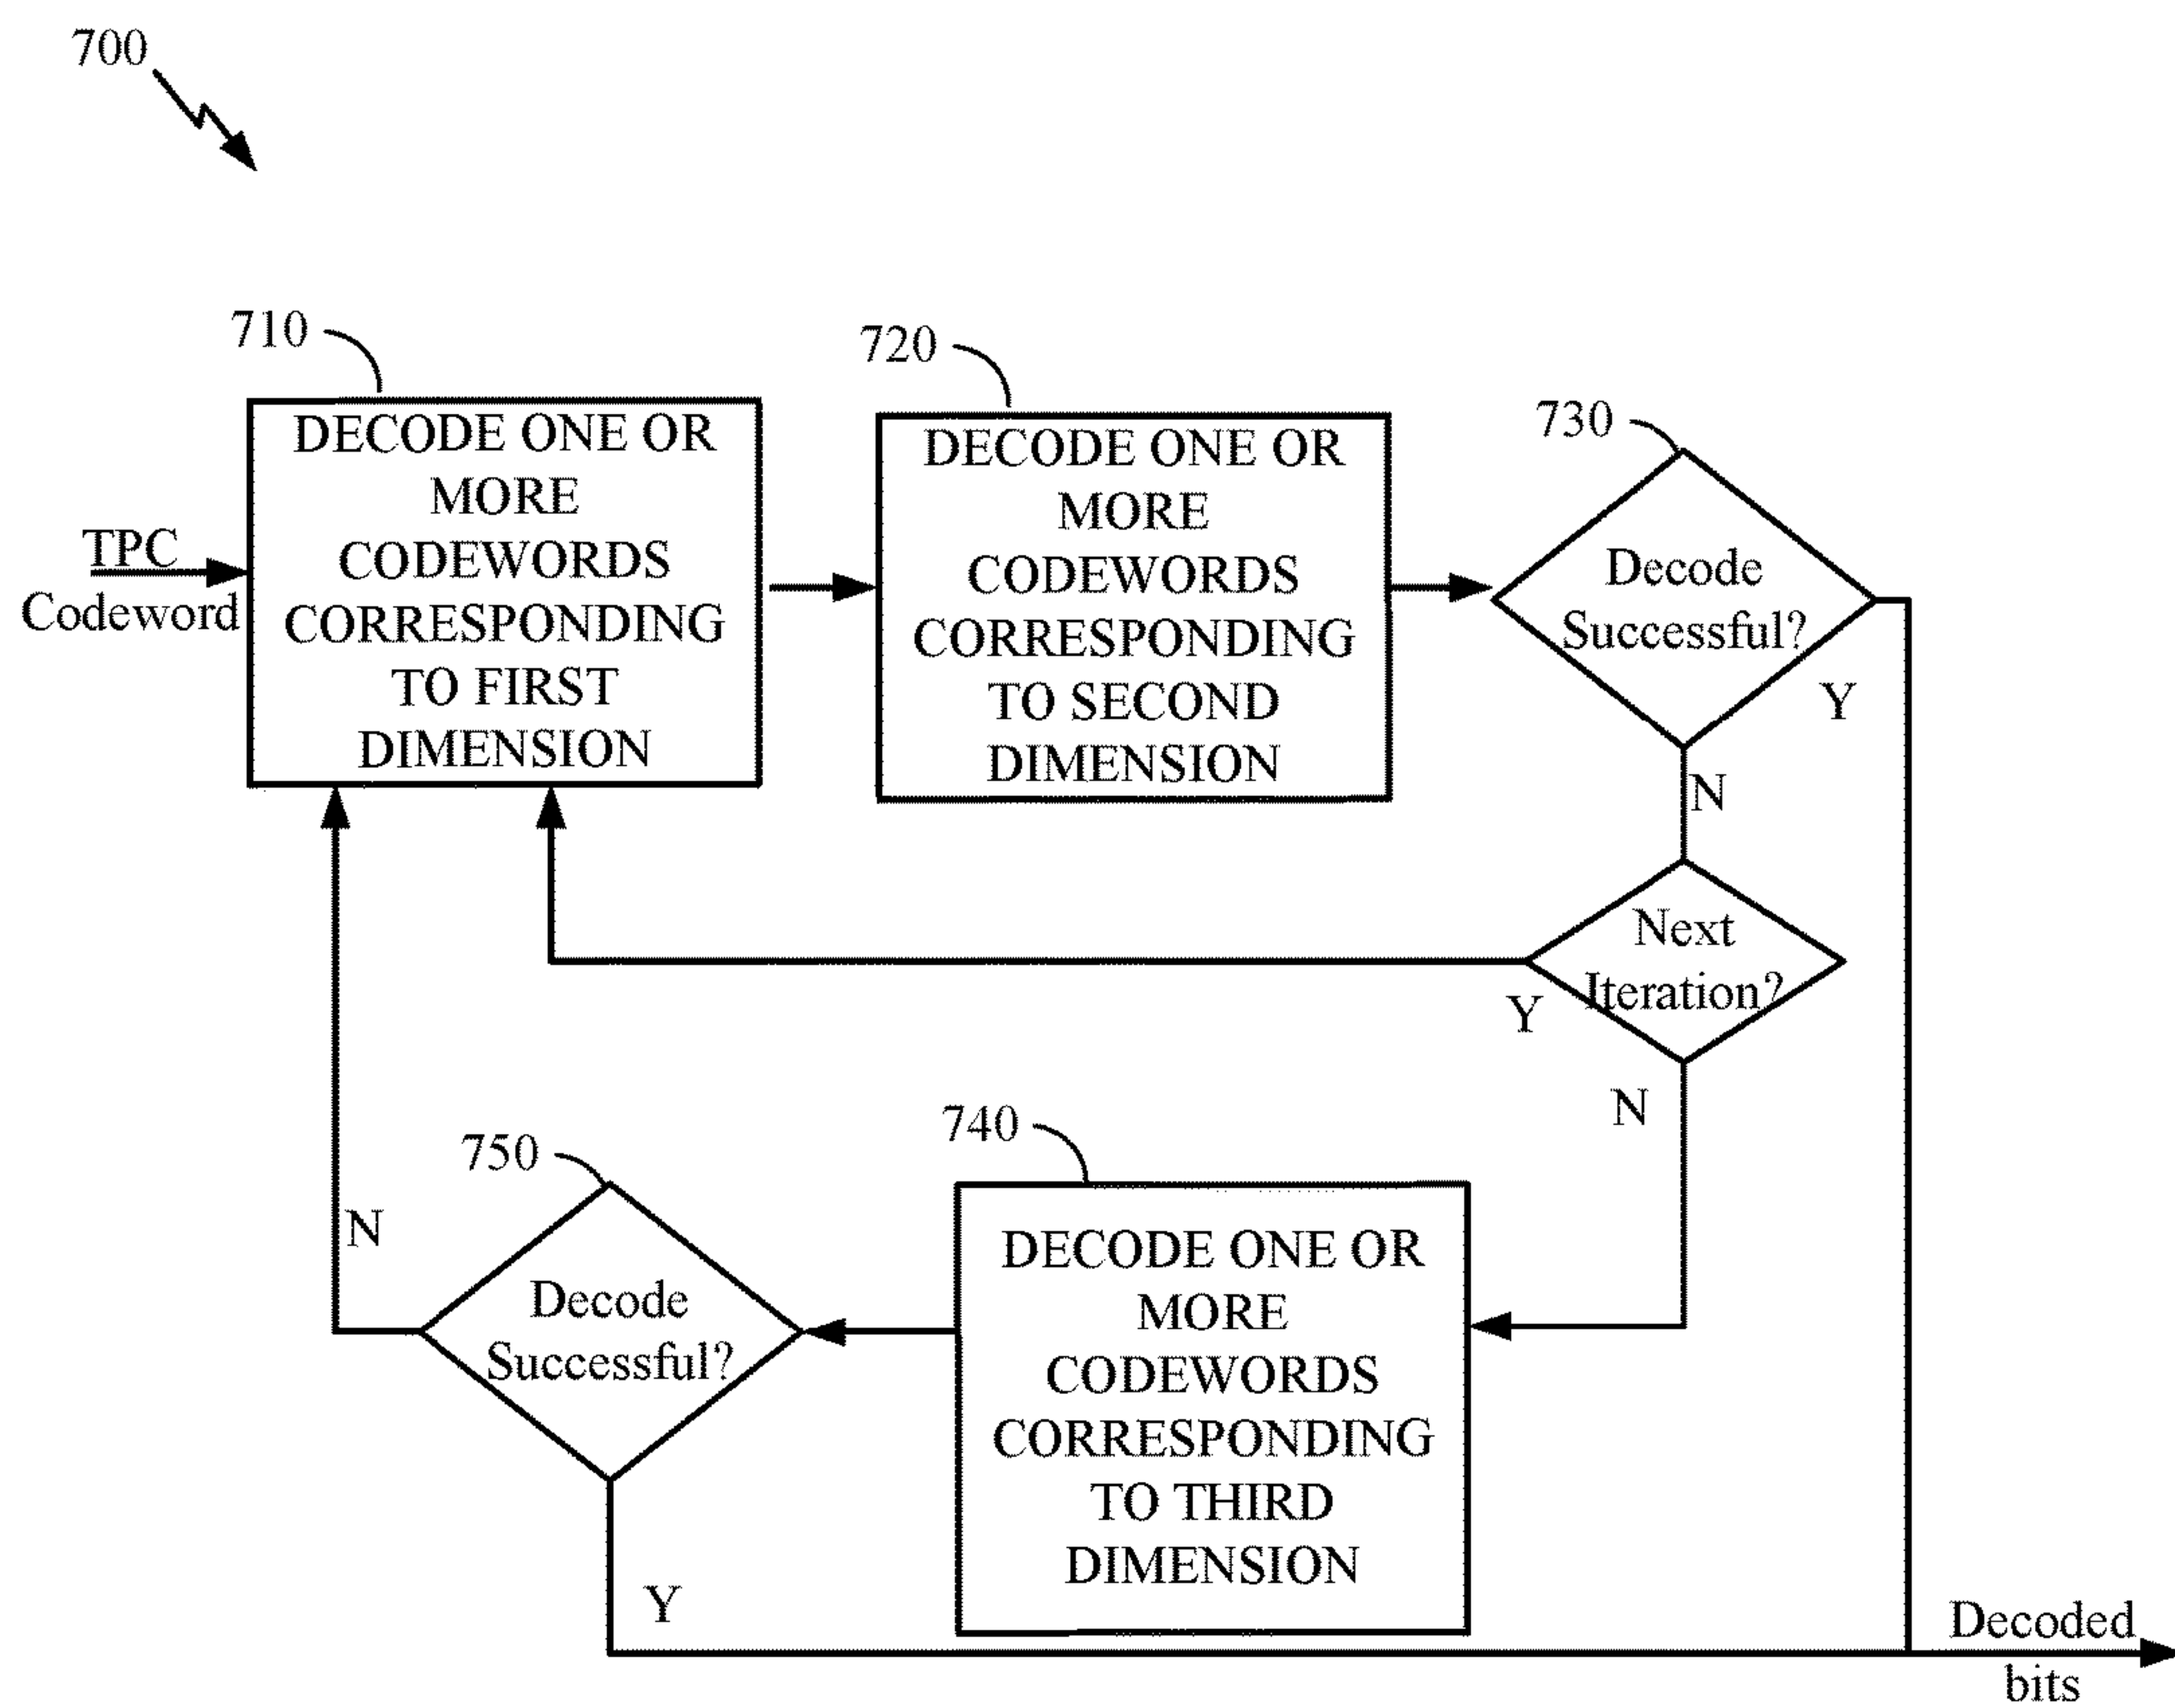 700
710
DECODE ONE OR
MORE
CODEWORDS
CORRESPONDING
TO FIRST
DIMENSION
TPC
Codeword
720
DECODE ONE OR
MORE
CODEWORDS
CORRESPONDING
TO SECOND
DIMENSION
730
Decode
Successful?
Y
N
Next
Iteration?
Y
N
740
DECODE ONE OR
MORE
CODEWORDS
CORRESPONDING
TO THIRD
DIMENSION
750
Decode
Successful?
N
Y
Decoded
bits